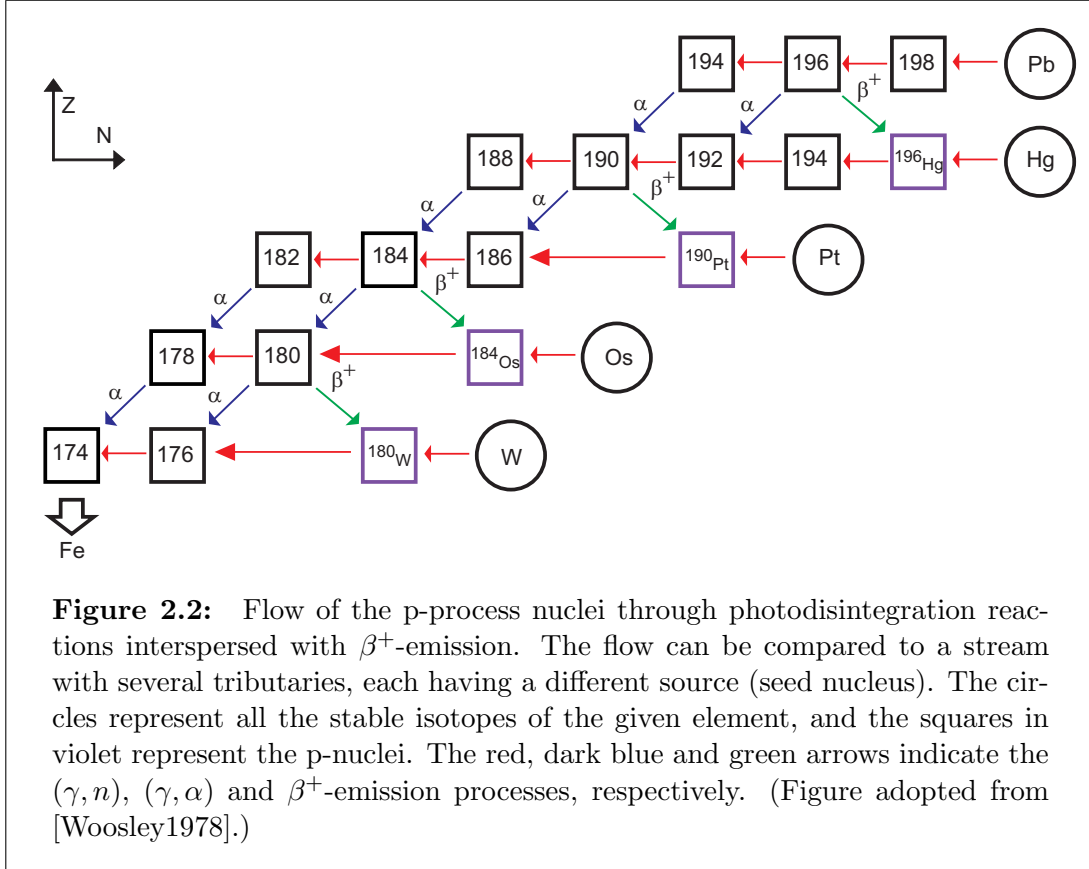 194 196 198 Pb
α α β⁺
Z
N
188 190 192 194 ¹⁹⁶Hg Hg
α α β⁺
182 184 186 ¹⁹⁰Pt Pt
α α β⁺
178 180 ¹⁸⁴Os Os
α α β⁺
174 176 ¹⁸⁰W W
Fe
Figure 2.2: Flow of the p-process nuclei through photodisintegration reac-
tions interspersed with β⁺-emission. The flow can be compared to a stream
with several tributaries, each having a different source (seed nucleus). The cir-
cles represent all the stable isotopes of the given element, and the squares in
violet represent the p-nuclei. The red, dark blue and green arrows indicate the
(γ, n), (γ, α) and β⁺-emission processes, respectively. (Figure adopted from
[Woosley1978].)